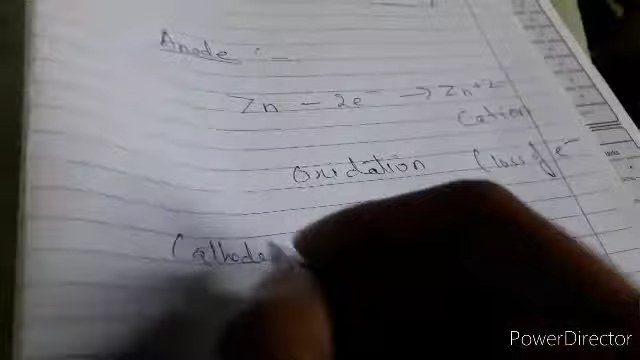 Anode :-
Zn - 2e⁻ → Zn⁺²
Cation
Oxidation (loss of e⁻
Cathode
PowerDirector